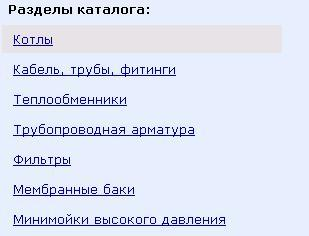 Разделы каталога:
Котлы
Кабель, трубы, фитинги
Теплообменники
Трубопроводная арматура
Фильтры
Мембранные баки
Минимойки высокого давления